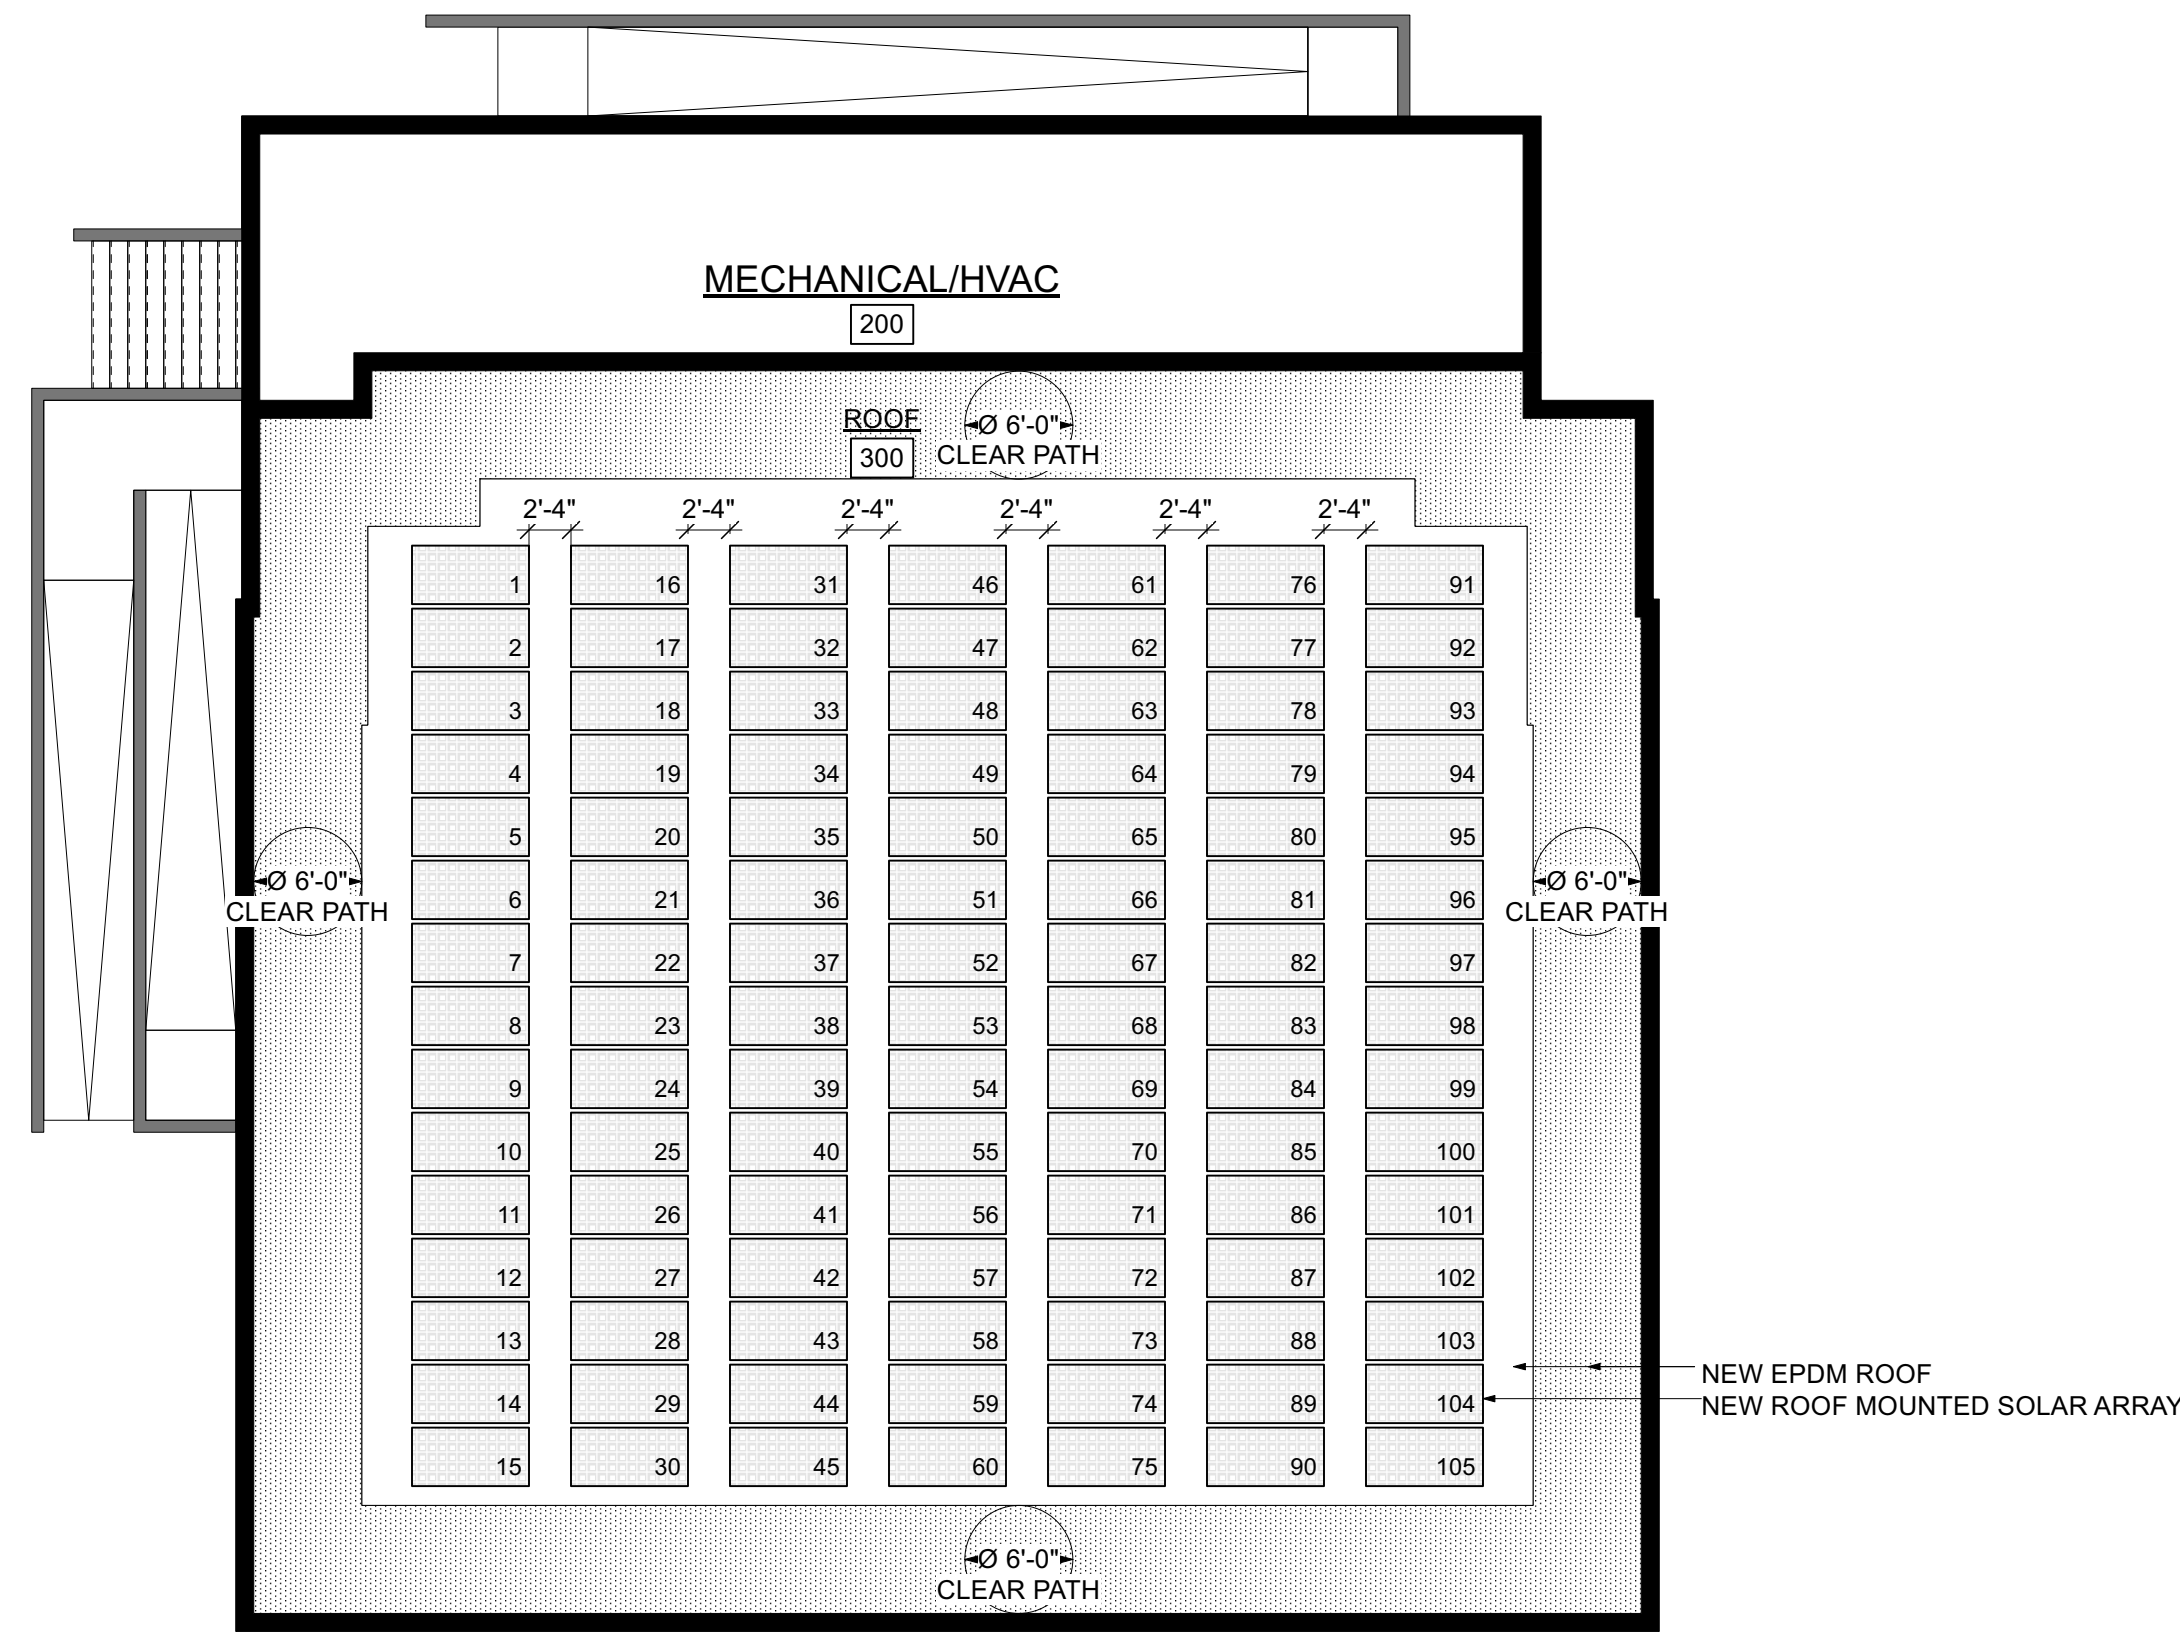 MECHANICAL/HVAC
200
ROOF
300
Ø 6'-0"
CLEAR PATH
2'-4" 2'-4" 2'-4" 2'-4" 2'-4" 2'-4"
1 16 31 46 61 76 91
2 17 32 47 62 77 92
3 18 33 48 63 78 93
4 19 34 49 64 79 94
5 20 35 50 65 80 95
Ø 6'-0"
CLEAR PATH
6 21 36 51 66 81 96
Ø 6'-0"
CLEAR PATH
7 22 37 52 67 82 97
8 23 38 53 68 83 98
9 24 39 54 69 84 99
10 25 40 55 70 85 100
11 26 41 56 71 86 101
12 27 42 57 72 87 102
13 28 43 58 73 88 103
NEW EPDM ROOF
14 29 44 59 74 89 104
NEW ROOF MOUNTED SOLAR ARRAY
15 30 45 60 75 90 105
Ø 6'-0"
CLEAR PATH